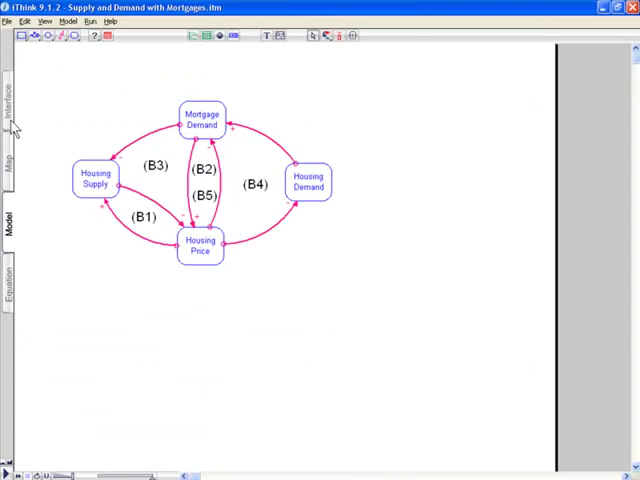 iThink 9.1.2 - Supply and Demand with Mortgages.itm
File Edit View Model Run Help
Interface
Map
Model
Equation
Mortgage
Demand
Housing
Supply
Housing
Demand
Housing
Price
(B3)
(B2)
(B5)
(B4)
(B1)